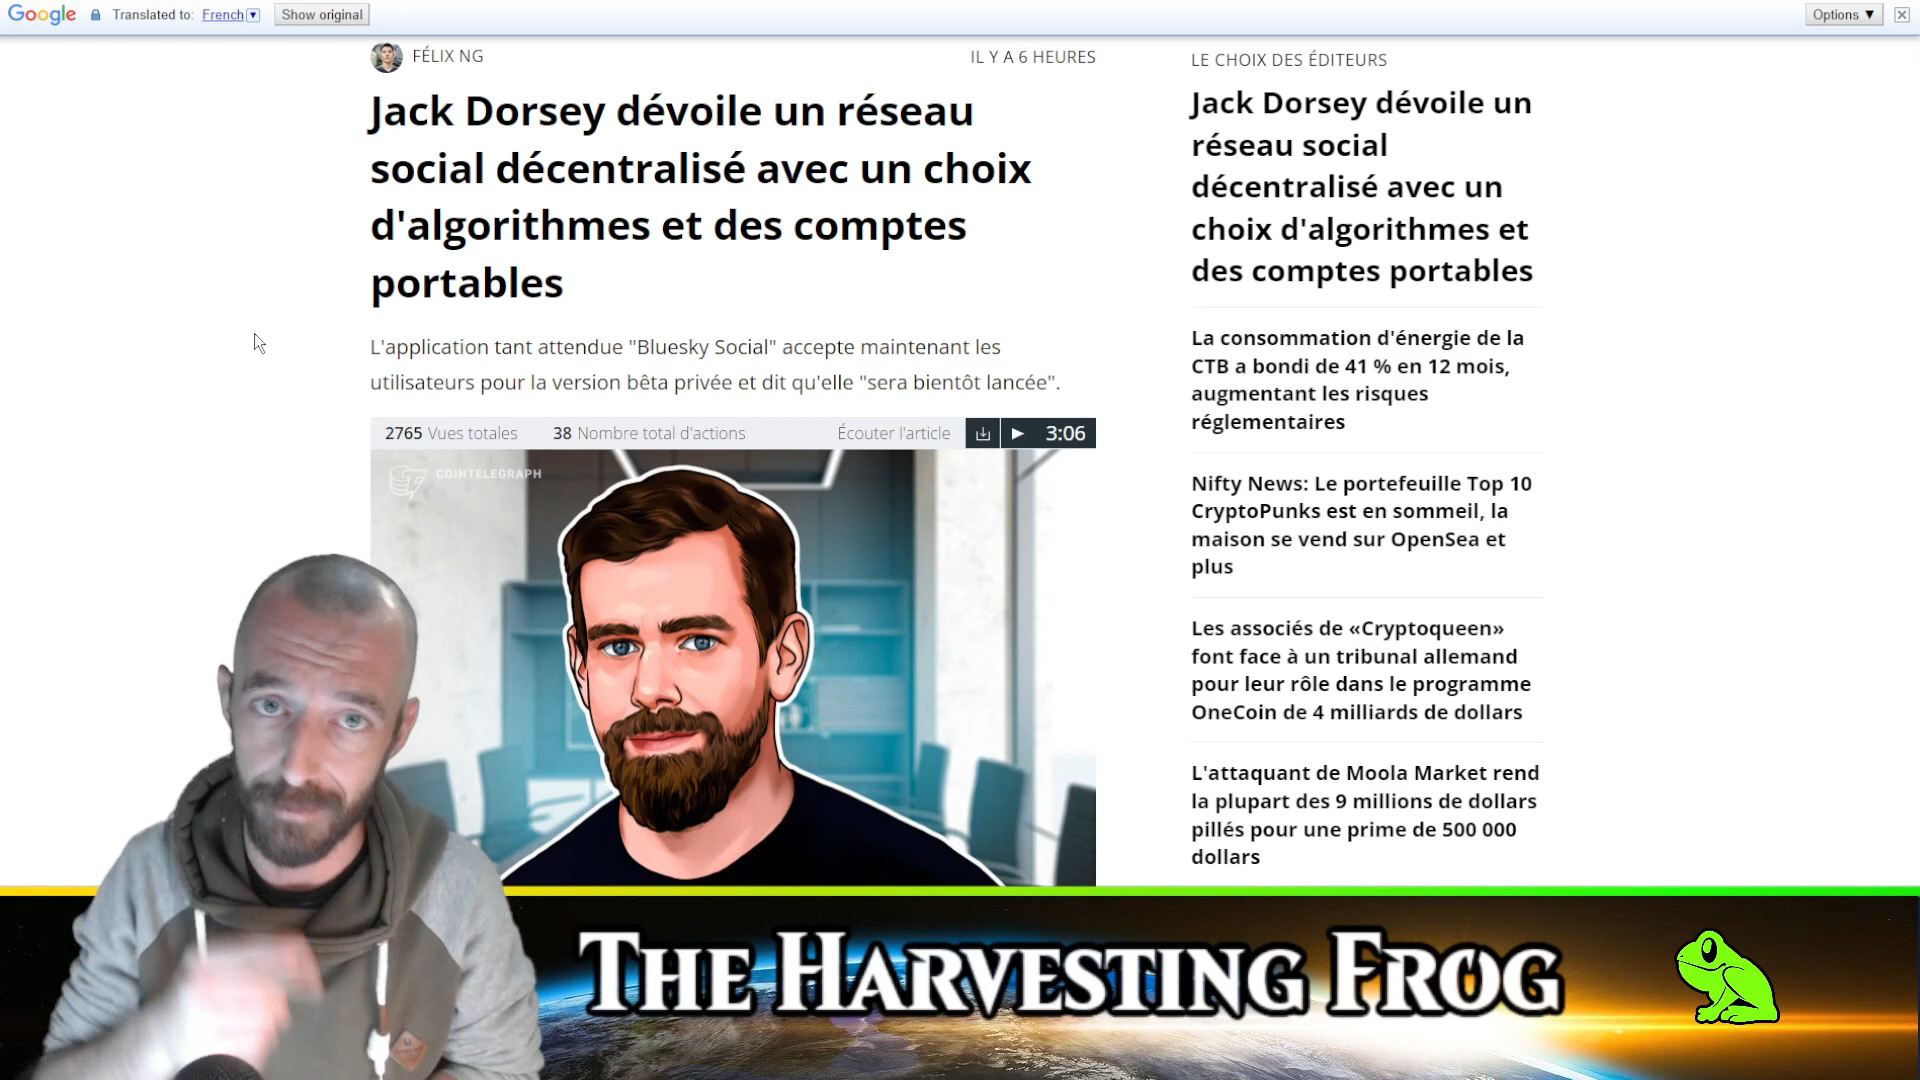 Google Translated to: French Show original Options ▼
FÉLIX NG IL Y A 6 HEURES
Jack Dorsey dévoile un réseau
social décentralisé avec un choix
d'algorithmes et des comptes
portables
L'application tant attendue "Bluesky Social" accepte maintenant les
utilisateurs pour la version bêta privée et dit qu'elle "sera bientôt lancée".
2765 Vues totales 38 Nombre total d'actions Écouter l'article 3:06
COINTELEGRAPH
LE CHOIX DES ÉDITEURS
Jack Dorsey dévoile un
réseau social
décentralisé avec un
choix d'algorithmes et
des comptes portables
La consommation d'énergie de la
CTB a bondi de 41 % en 12 mois,
augmentant les risques
réglementaires
Nifty News: Le portefeuille Top 10
CryptoPunks est en sommeil, la
maison se vend sur OpenSea et
plus
Les associés de «Cryptoqueen»
font face à un tribunal allemand
pour leur rôle dans le programme
OneCoin de 4 milliards de dollars
L'attaquant de Moola Market rend
la plupart des 9 millions de dollars
pillés pour une prime de 500 000
dollars
THE HARVESTING FROG